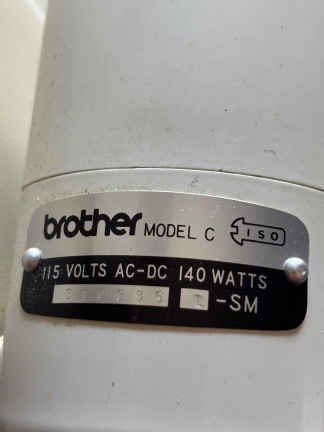 brother MODEL C ISO
115 VOLTS AC-DC 140 WATTS
-SM